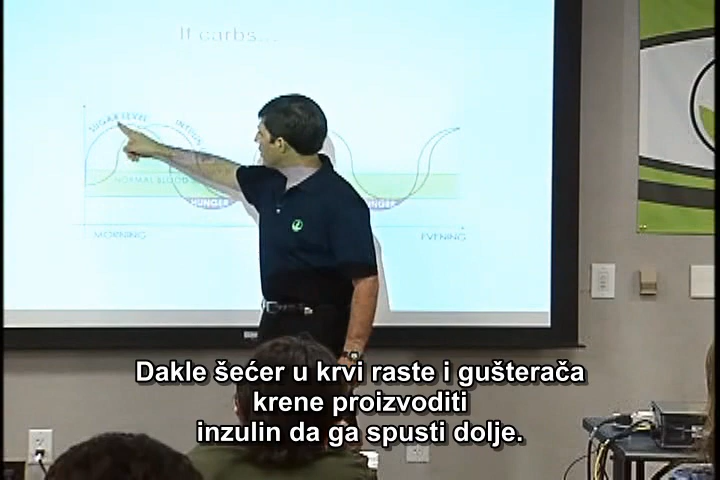 If carbs...
SUGAR LEVEL
INSULIN
NORMAL BLOOD
HUNGER
HUNGER
MORNING
EVENING
Dakle šećer u krvi raste i gušterača
krene proizvoditi
inzulin da ga spusti dolje.